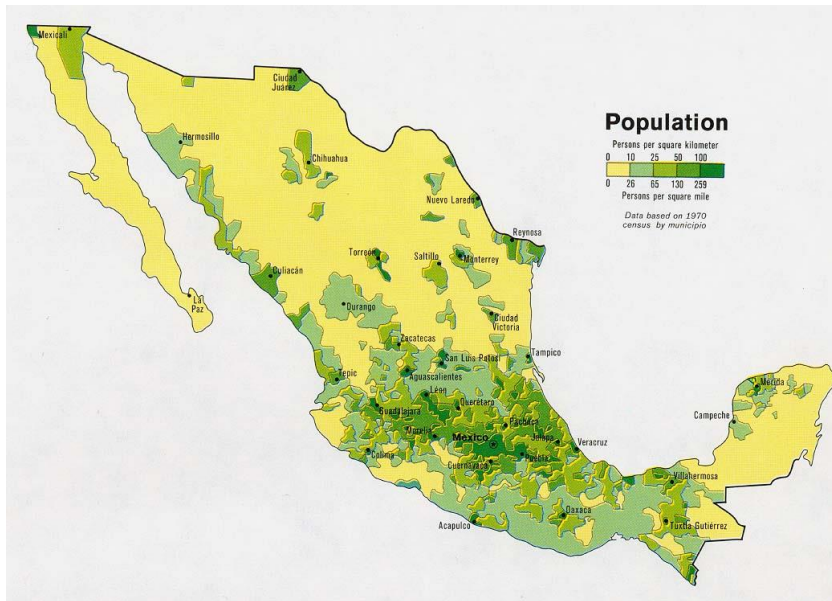 Mexicali
Ciudad
Juárez
Hermosillo
Chihuahua
Nuevo Laredo
Reynosa
Torreón
Saltillo
Monterrey
Culiacán
La
Paz
Durango
Ciudad
Victoria
Zacatecas
San Luis Potosí
Tampico
Tepic
Aguascalientes
León
Querétaro
Guadalajara
Pachuca
Morelia
México
Jalapa
Veracruz
Colima
Cuernavaca
Puebla
Mérida
Campeche
Villahermosa
Acapulco
Oaxaca
Tuxtla Gutiérrez
Population
Persons per square kilometer
0 10 25 50 100
0 26 65 130 259
Persons per square mile
Data based on 1970
census by municipio